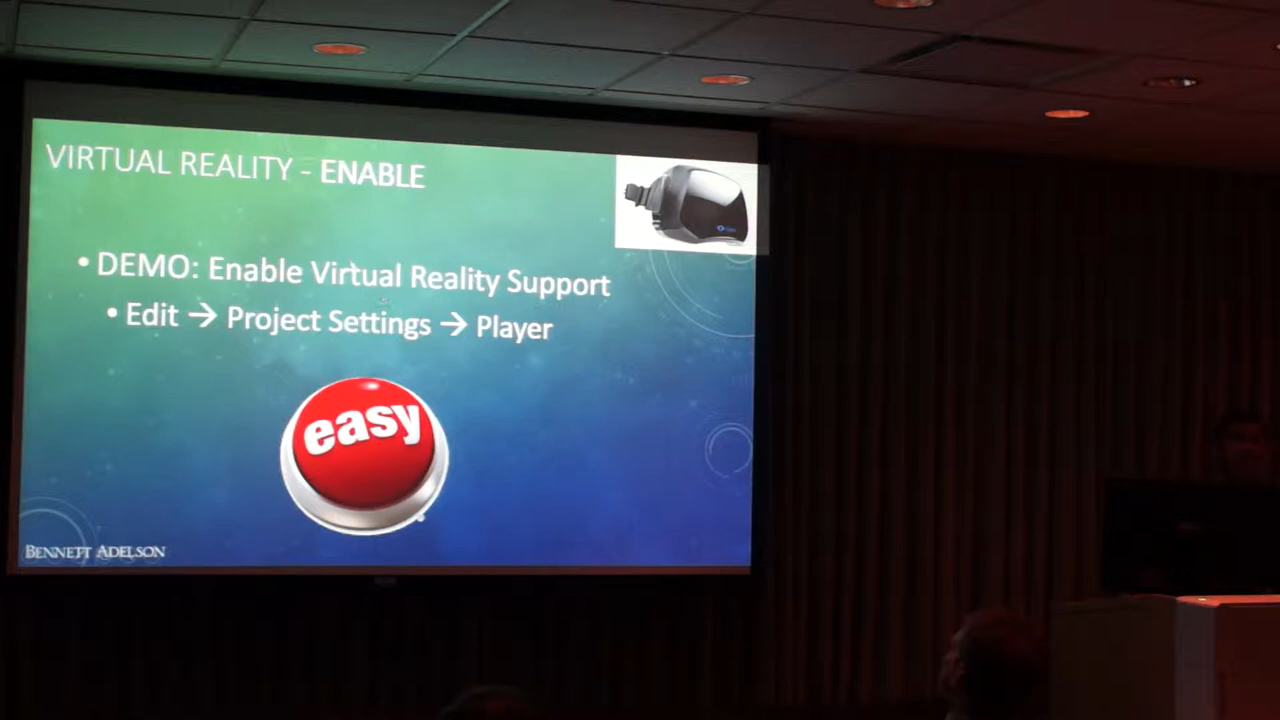 VIRTUAL REALITY - ENABLE
• DEMO: Enable Virtual Reality Support
• Edit → Project Settings → Player
easy
BENNETT ADELSON